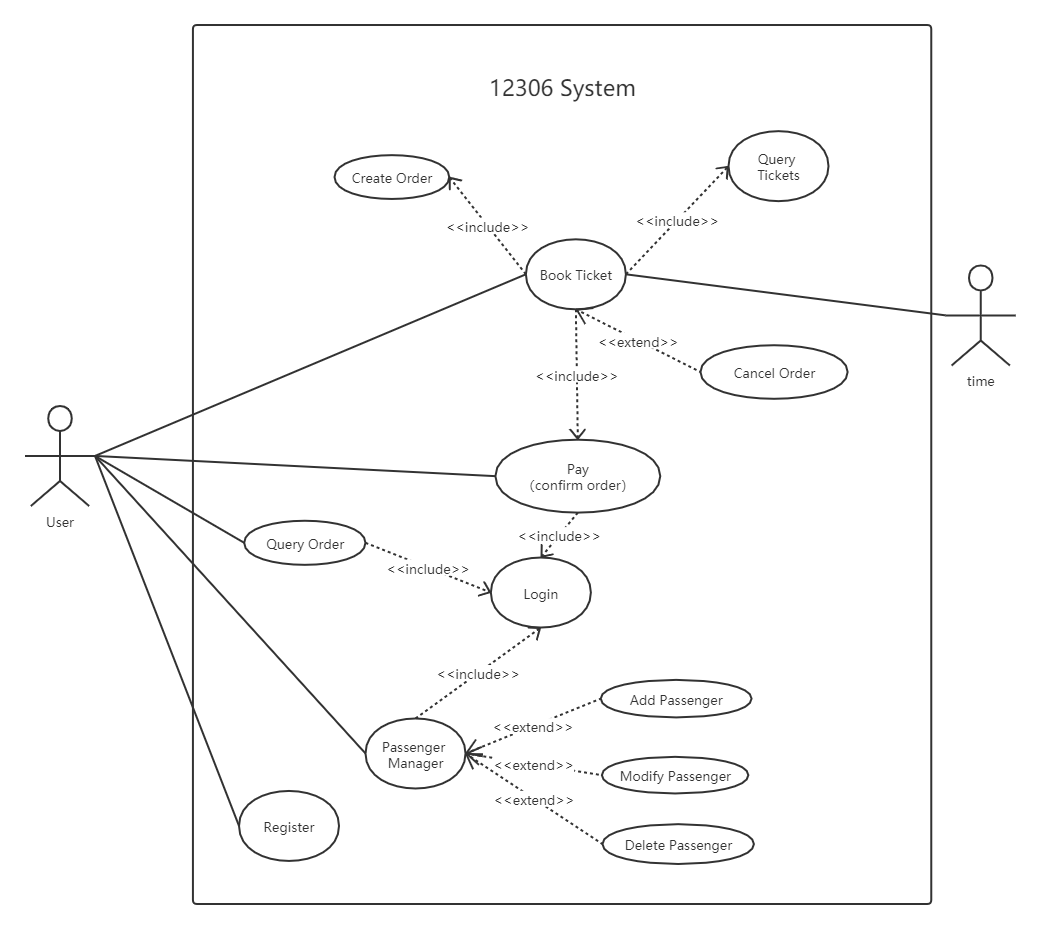 12306 System
Query
Tickets
Create Order
<<include>>
<<include>>
Book Ticket
<<extend>>
Cancel Order
<<include>>
time
Pay
(confirm order)
User
<<include>>
Query Order
<<include>>
Login
<<include>>
Add Passenger
<<extend>>
Passenger
Manager
<<extend>>
Modify Passenger
<<extend>>
Register
Delete Passenger